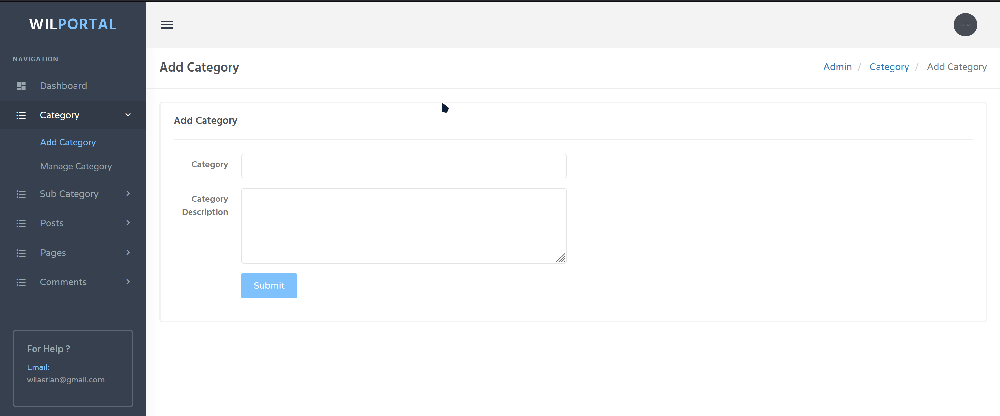 WILPORTAL
NAVIGATION
Dashboard
Category
Add Category
Manage Category
Sub Category
Posts
Pages
Comments
For Help ?
Email:
wilastian@gmail.com
128 x 128
Add Category
Admin / Category / Add Category
Add Category
Category
Category
Description
Submit